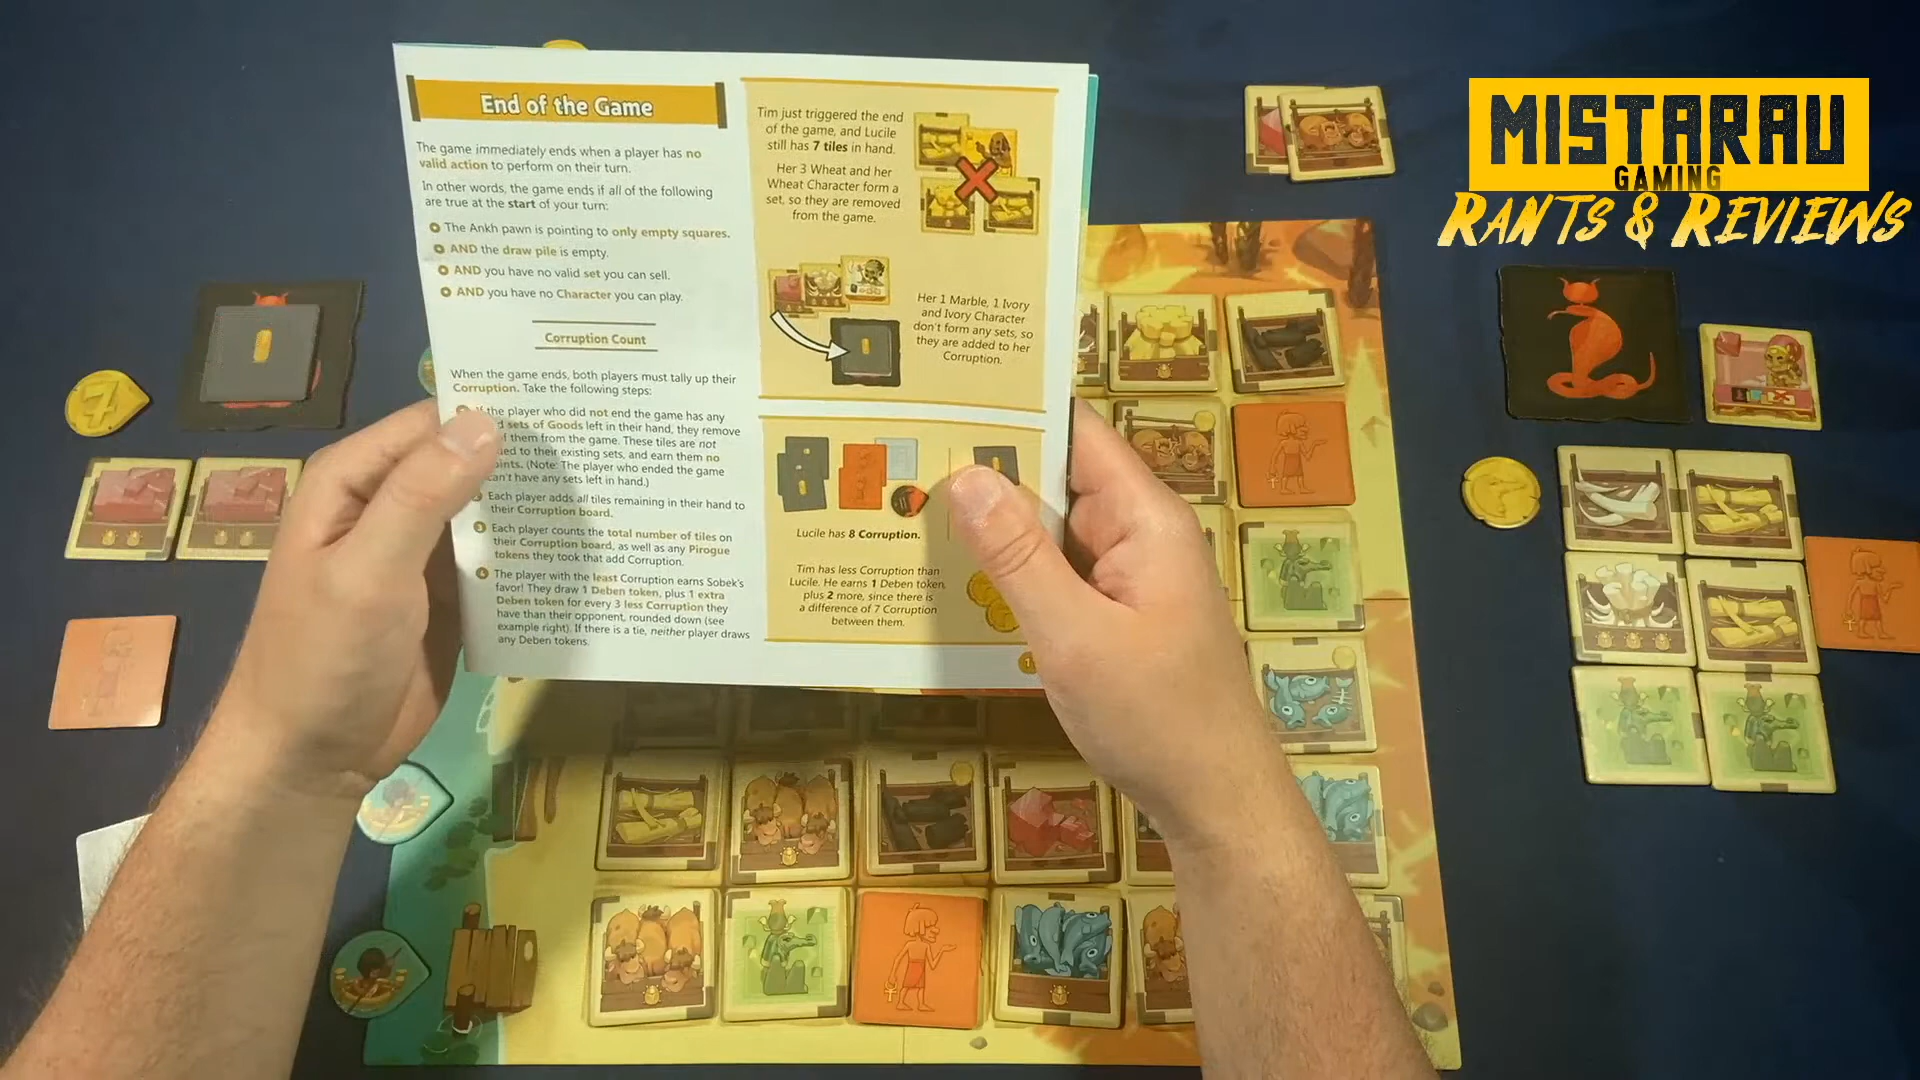 End of the Game
The game immediately ends when a player has no
valid action to perform on their turn.
In other words, the game ends if all of the following
are true at the start of your turn:
The Ankh pawn is pointing to only empty squares.
AND the draw pile is empty.
AND you have no valid set you can sell.
AND you have no Character you can play.
Corruption Count
When the game ends, both players must tally up their
Corruption. Take the following steps:
If the player who did not end the game has any
sets of Goods left in their hand, they remove
of them from the game. These tiles are not
to their existing sets, and earn them no
(Note: The player who ended the game
can't have any sets left in hand.)
Each player adds all tiles remaining in their hand to
their Corruption board.
3 Each player counts the total number of tiles on
their Corruption board, as well as any Pirogue
tokens they took that add Corruption.
4 The player with the least Corruption earns Sobek's
favor! They draw 1 Deben token, plus 1 extra
Deben token for every 3 less Corruption they
have than their opponent, rounded down (see
example right). If there is a tie, neither player draws
any Deben tokens.
Tim just triggered the end
of the game, and Lucile
still has 7 tiles in hand.
Her 3 Wheat and her
Wheat Character form a
set, so they are removed
from the game.
Her 1 Marble, 1 Ivory
and Ivory Character
don't form any sets, so
they are added to her
Corruption.
Lucile has 8 Corruption.
Tim has less Corruption than
Lucile. He earns 1 Deben token,
plus 2 more, since there is
a difference of 7 Corruption
between them.
MISTARAU
GAMING
RANTS & REVIEWS
7